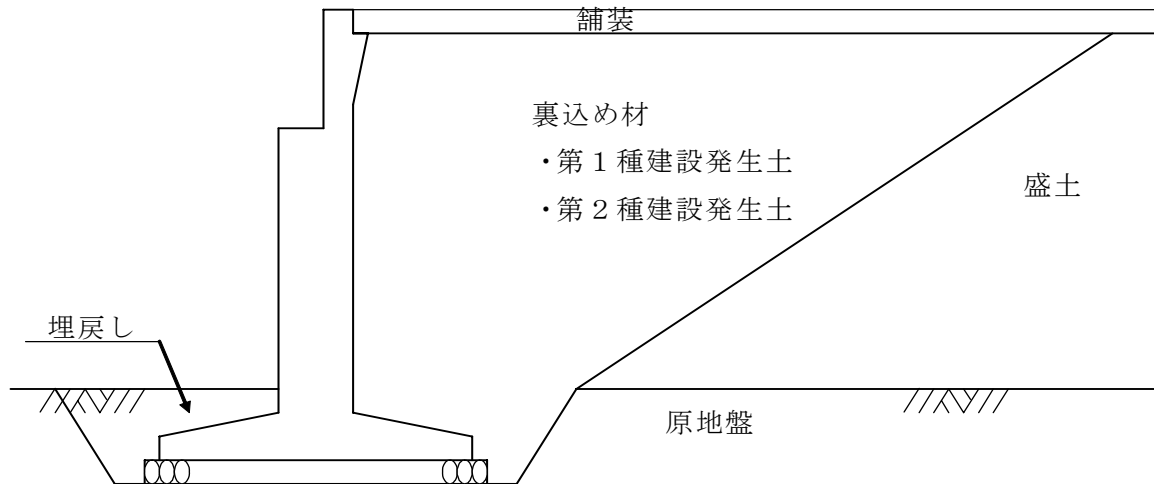 舗装
裏込め材
・第１種建設発生土
・第２種建設発生土
盛土
埋戻し
原地盤